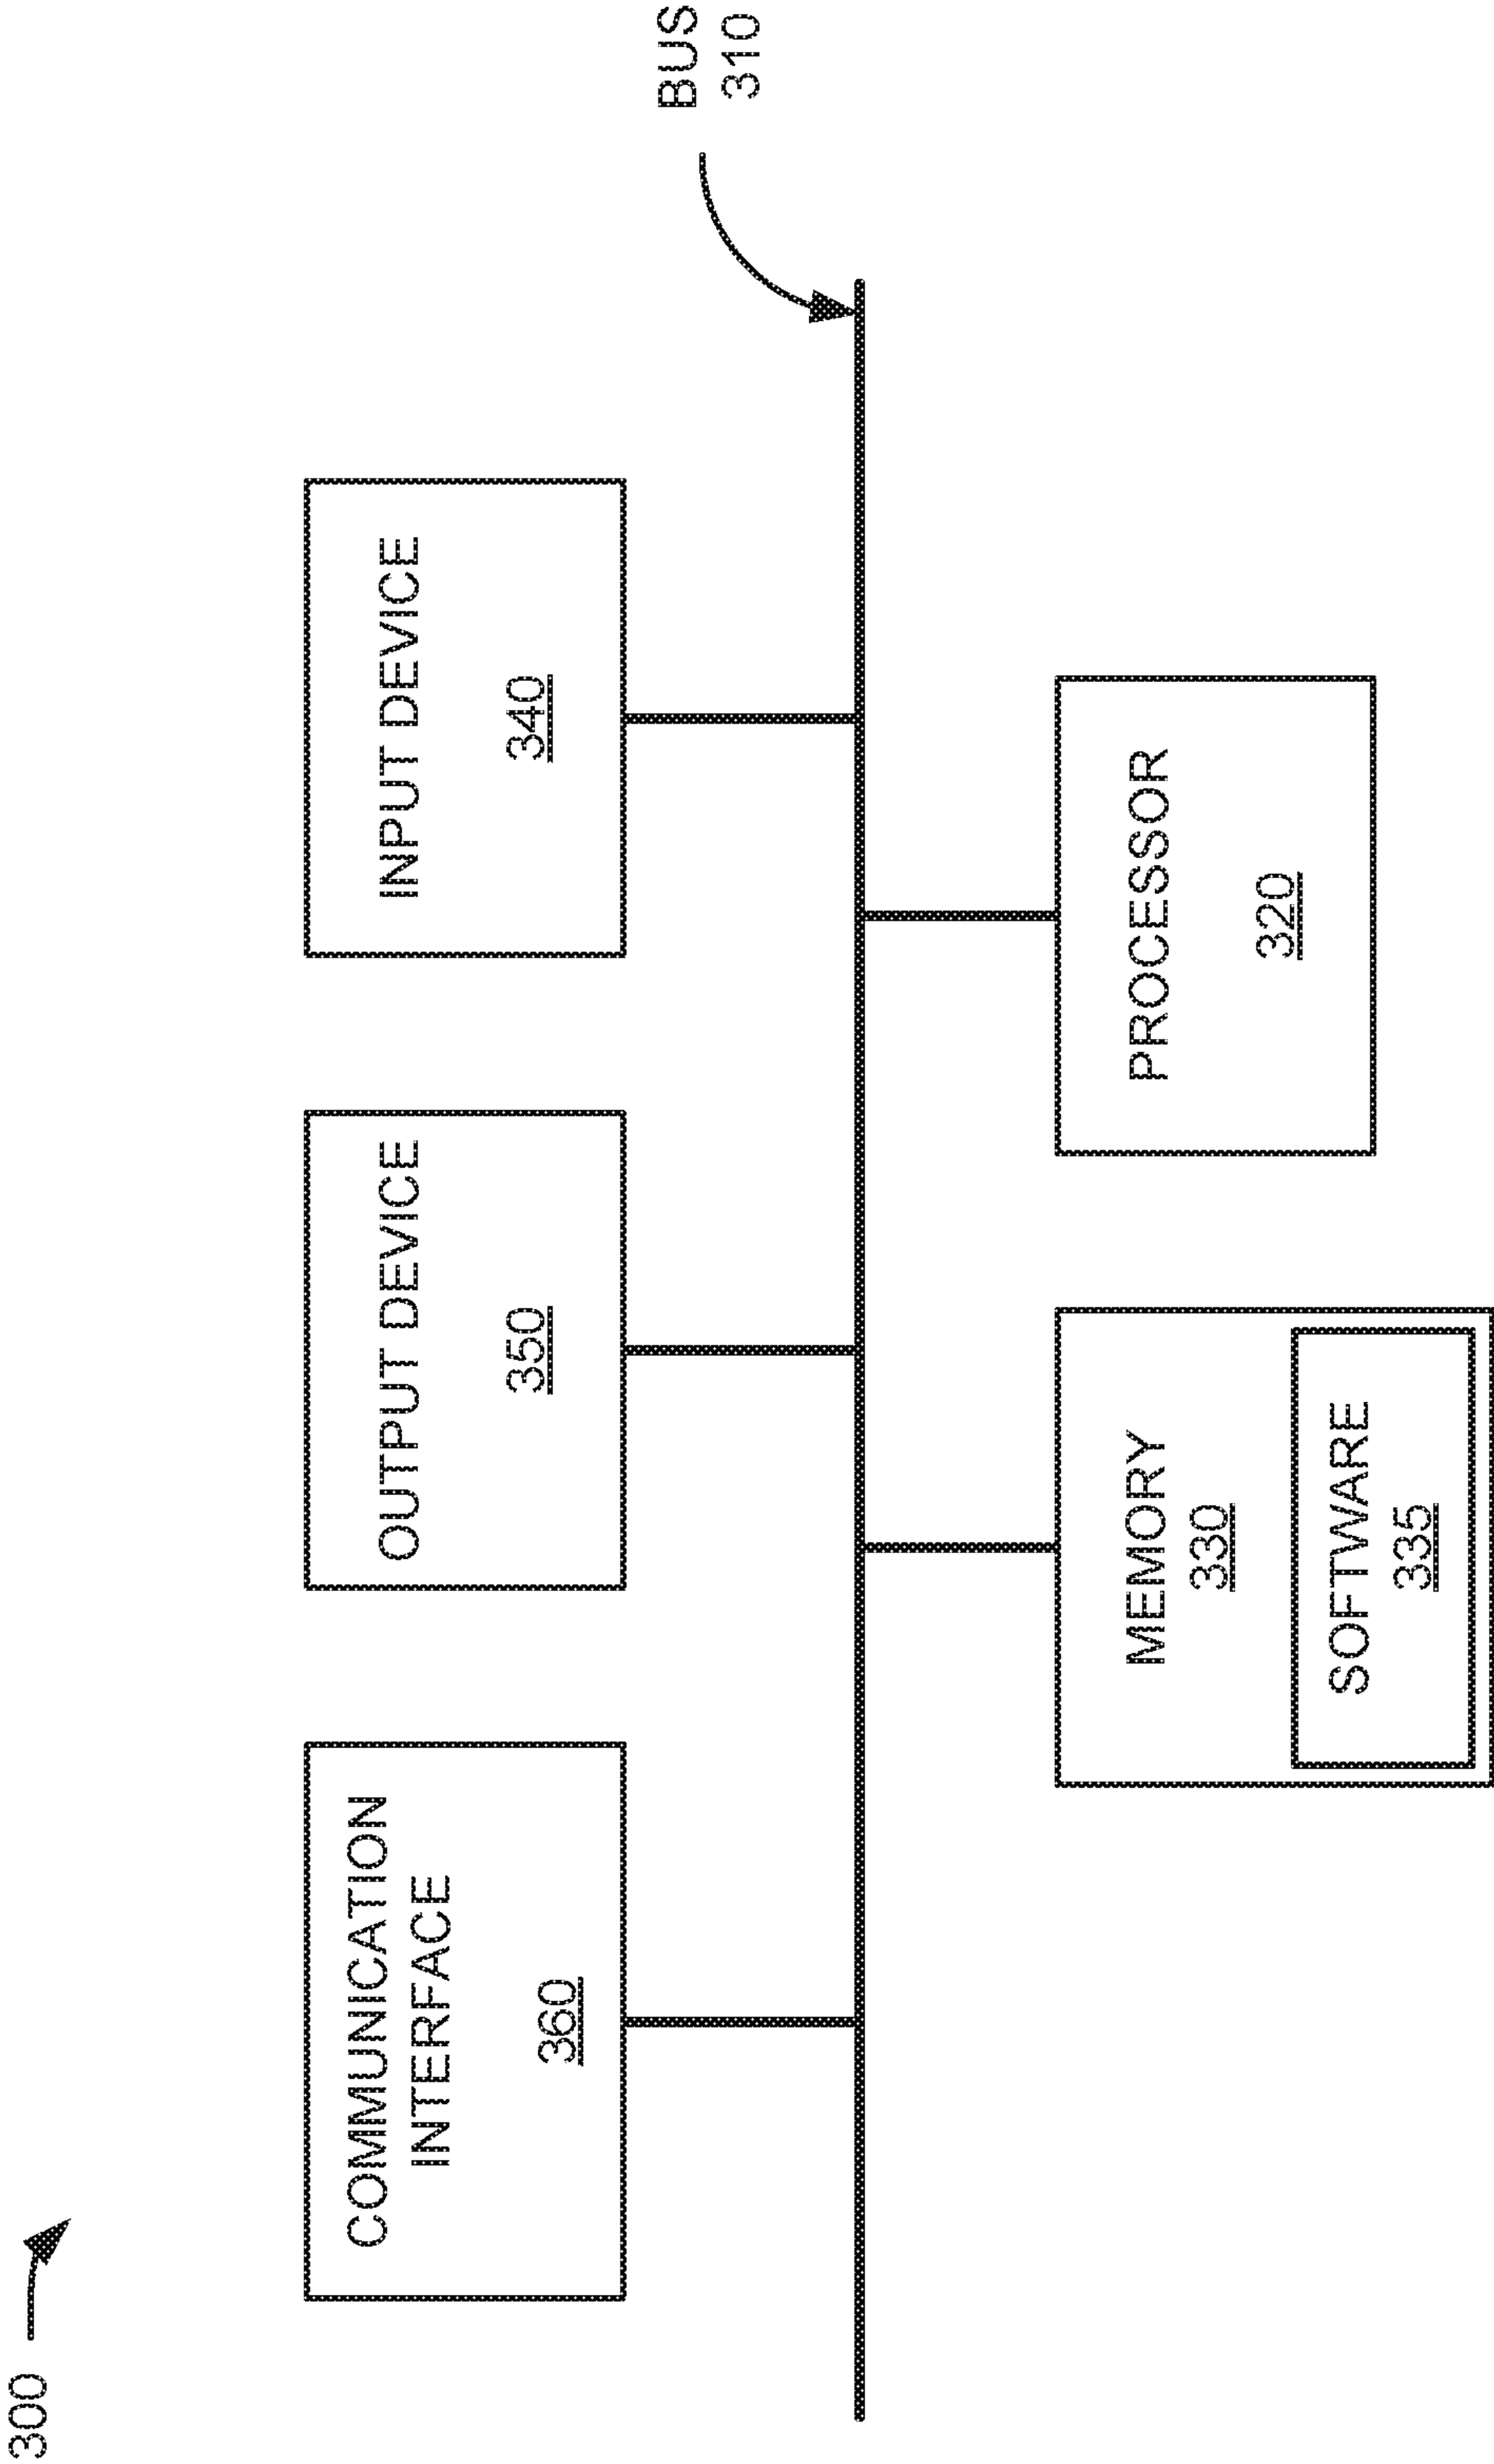 300
COMMUNICATION
INTERFACE
360
OUTPUT DEVICE
350
INPUT DEVICE
340
BUS
310
MEMORY
330
SOFTWARE
335
PROCESSOR
320